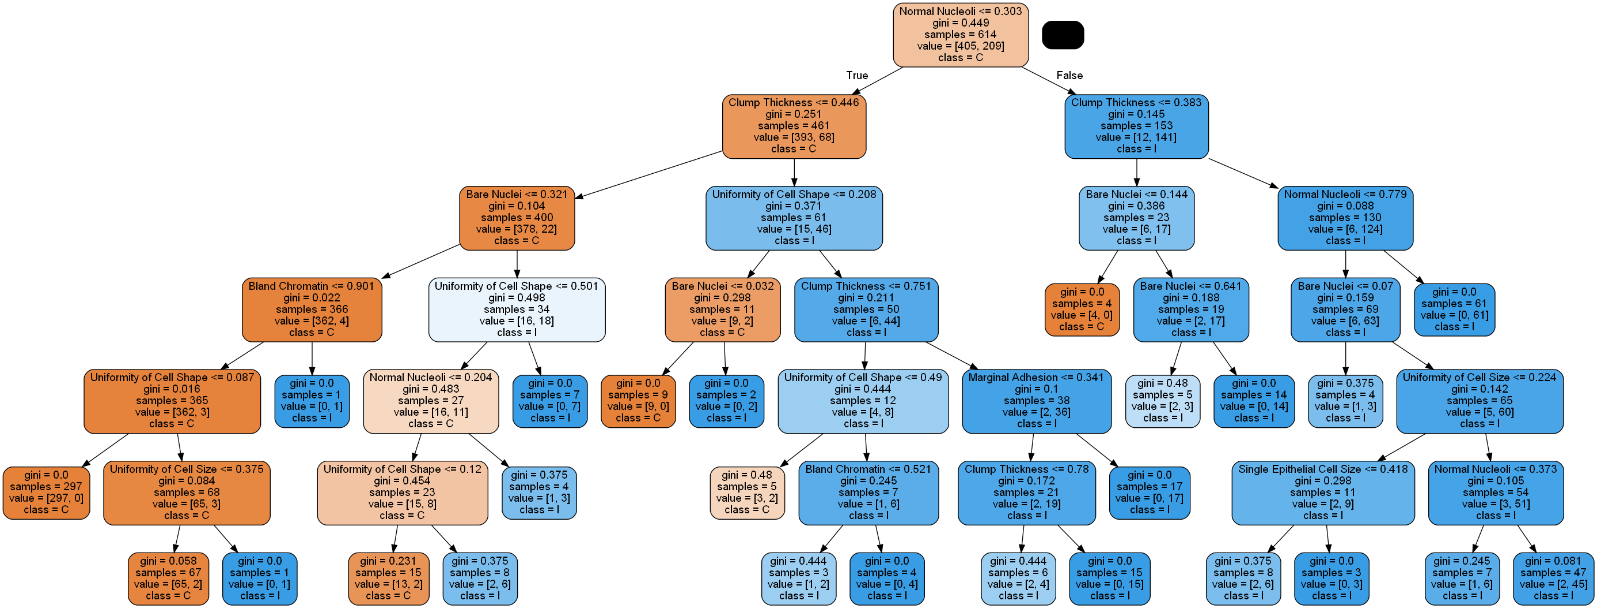 Normal Nucleoli <= 0.303
gini = 0.449
samples = 614
value = [405, 209]
class = C
True
False
Clump Thickness <= 0.446
gini = 0.251
samples = 461
value = [393, 68]
class = C
Clump Thickness <= 0.383
gini = 0.145
samples = 153
value = [12, 141]
class = I
Bare Nuclei <= 0.321
gini = 0.104
samples = 400
value = [378, 22]
class = C
Uniformity of Cell Shape <= 0.208
gini = 0.371
samples = 61
value = [15, 46]
class = I
Bare Nuclei <= 0.144
gini = 0.386
samples = 23
value = [6, 17]
class = I
Normal Nucleoli <= 0.779
gini = 0.088
samples = 130
value = [6, 124]
class = I
Bland Chromatin <= 0.901
gini = 0.022
samples = 366
value = [362, 4]
class = C
Uniformity of Cell Shape <= 0.501
gini = 0.498
samples = 34
value = [16, 18]
class = I
Bare Nuclei <= 0.032
gini = 0.298
samples = 11
value = [9, 2]
class = C
Clump Thickness <= 0.751
gini = 0.211
samples = 50
value = [6, 44]
class = I
gini = 0.0
samples = 4
value = [4, 0]
class = C
Bare Nuclei <= 0.641
gini = 0.188
samples = 19
value = [2, 17]
class = I
Bare Nuclei <= 0.07
gini = 0.159
samples = 69
value = [6, 63]
class = I
gini = 0.0
samples = 61
value = [0, 61]
class = I
Uniformity of Cell Shape <= 0.087
gini = 0.016
samples = 365
value = [362, 3]
class = C
gini = 0.0
samples = 1
value = [0, 1]
class = I
Normal Nucleoli <= 0.204
gini = 0.483
samples = 27
value = [16, 11]
class = C
gini = 0.0
samples = 7
value = [0, 7]
class = I
gini = 0.0
samples = 9
value = [9, 0]
class = C
gini = 0.0
samples = 2
value = [0, 2]
class = I
Uniformity of Cell Shape <= 0.49
gini = 0.444
samples = 12
value = [4, 8]
class = I
Marginal Adhesion <= 0.341
gini = 0.1
samples = 38
value = [2, 36]
class = I
gini = 0.48
samples = 5
value = [2, 3]
class = I
gini = 0.0
samples = 14
value = [0, 14]
class = I
gini = 0.375
samples = 4
value = [1, 3]
class = I
Uniformity of Cell Size <= 0.224
gini = 0.142
samples = 65
value = [5, 60]
class = I
gini = 0.0
samples = 297
value = [297, 0]
class = C
Uniformity of Cell Size <= 0.375
gini = 0.084
samples = 68
value = [65, 3]
class = C
Uniformity of Cell Shape <= 0.12
gini = 0.454
samples = 23
value = [15, 8]
class = C
gini = 0.375
samples = 4
value = [1, 3]
class = I
gini = 0.48
samples = 5
value = [3, 2]
class = C
Bland Chromatin <= 0.521
gini = 0.245
samples = 7
value = [1, 6]
class = I
Clump Thickness <= 0.78
gini = 0.172
samples = 21
value = [2, 19]
class = I
gini = 0.0
samples = 17
value = [0, 17]
class = I
Single Epithelial Cell Size <= 0.418
gini = 0.298
samples = 11
value = [2, 9]
class = I
Normal Nucleoli <= 0.373
gini = 0.105
samples = 54
value = [3, 51]
class = I
gini = 0.058
samples = 67
value = [65, 2]
class = C
gini = 0.0
samples = 1
value = [0, 1]
class = I
gini = 0.231
samples = 15
value = [13, 2]
class = C
gini = 0.375
samples = 8
value = [2, 6]
class = I
gini = 0.444
samples = 3
value = [1, 2]
class = I
gini = 0.0
samples = 4
value = [0, 4]
class = I
gini = 0.444
samples = 6
value = [2, 4]
class = I
gini = 0.0
samples = 15
value = [0, 15]
class = I
gini = 0.375
samples = 8
value = [2, 6]
class = I
gini = 0.0
samples = 3
value = [0, 3]
class = I
gini = 0.245
samples = 7
value = [1, 6]
class = I
gini = 0.081
samples = 47
value = [2, 45]
class = I